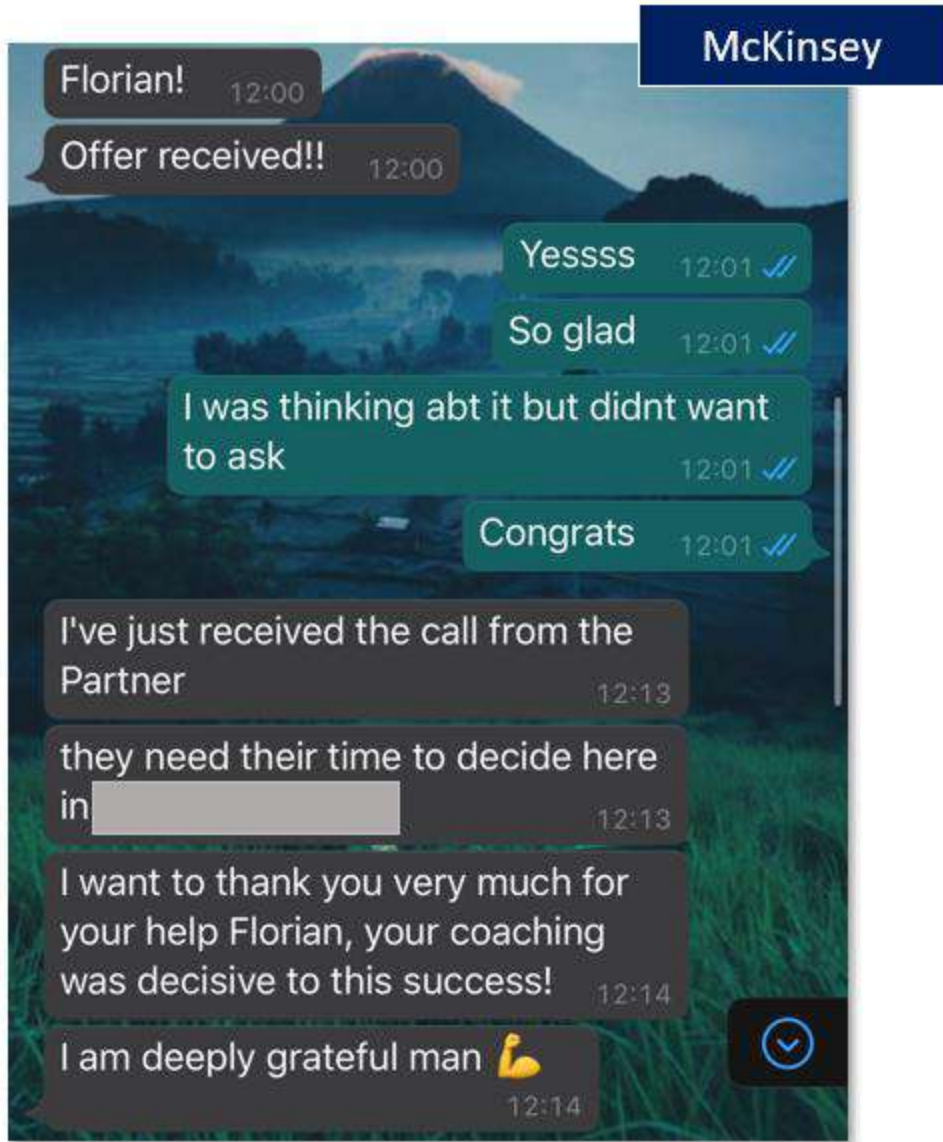 McKinsey
Florian!
12:00
Offer received!!
12:00
Yessss
12:01
So glad
12:01
I was thinking abt it but didnt want
to ask
12:01
Congrats
12:01
I've just received the call from the
Partner
12:13
they need their time to decide here
in
12:13
I want to thank you very much for
your help Florian, your coaching
was decisive to this success!
12:14
I am deeply grateful man 💪
12:14